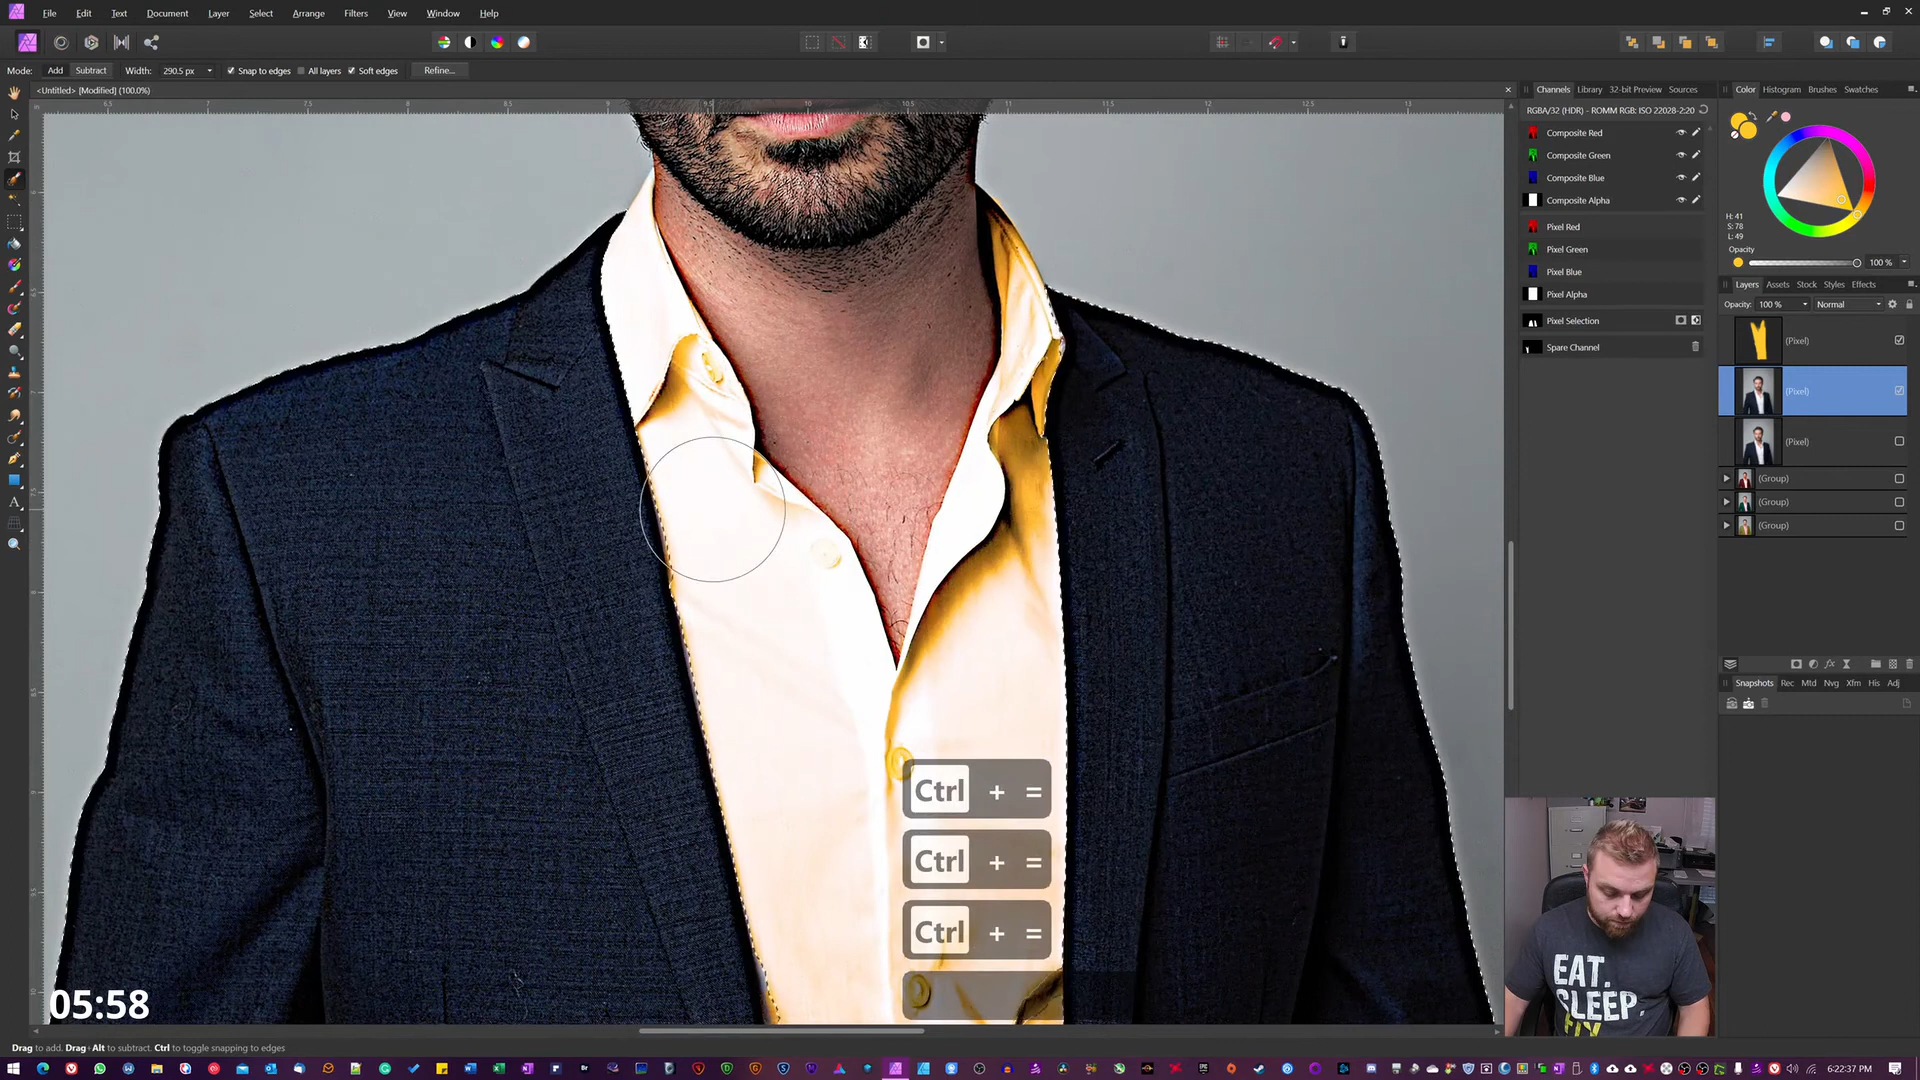 File Edit Text Document Layer Select Arrange Filters View Window Help
Mode: Add Subtract Width: 290.5 px Snap to edges All layers Soft edges Refine...
<Untitled> [Modified] (100.0%)
Channels Library 32-bit Preview Sources
RGBA/32 (HDR) - ROMM RGB: ISO 22028-2:20
Composite Red
Composite Green
Composite Blue
Composite Alpha
Pixel Red
Pixel Green
Pixel Blue
Pixel Alpha
Pixel Selection
Spare Channel
Color Histogram Brushes Swatches
H: 41
S: 78
L: 49
Opacity
100 %
Layers Assets Stock Styles Effects
Opacity: 100 % Normal
(Pixel)
(Pixel)
(Pixel)
(Group)
(Group)
(Group)
Snapshots Rec Mtd Nvg Xfm His Adj
Ctrl + =
Ctrl + =
Ctrl + =
EAT.
SLEEP.
FLY
05:58
Drag to add. Drag+Alt to subtract. Ctrl to toggle snapping to edges
6:22:37 PM